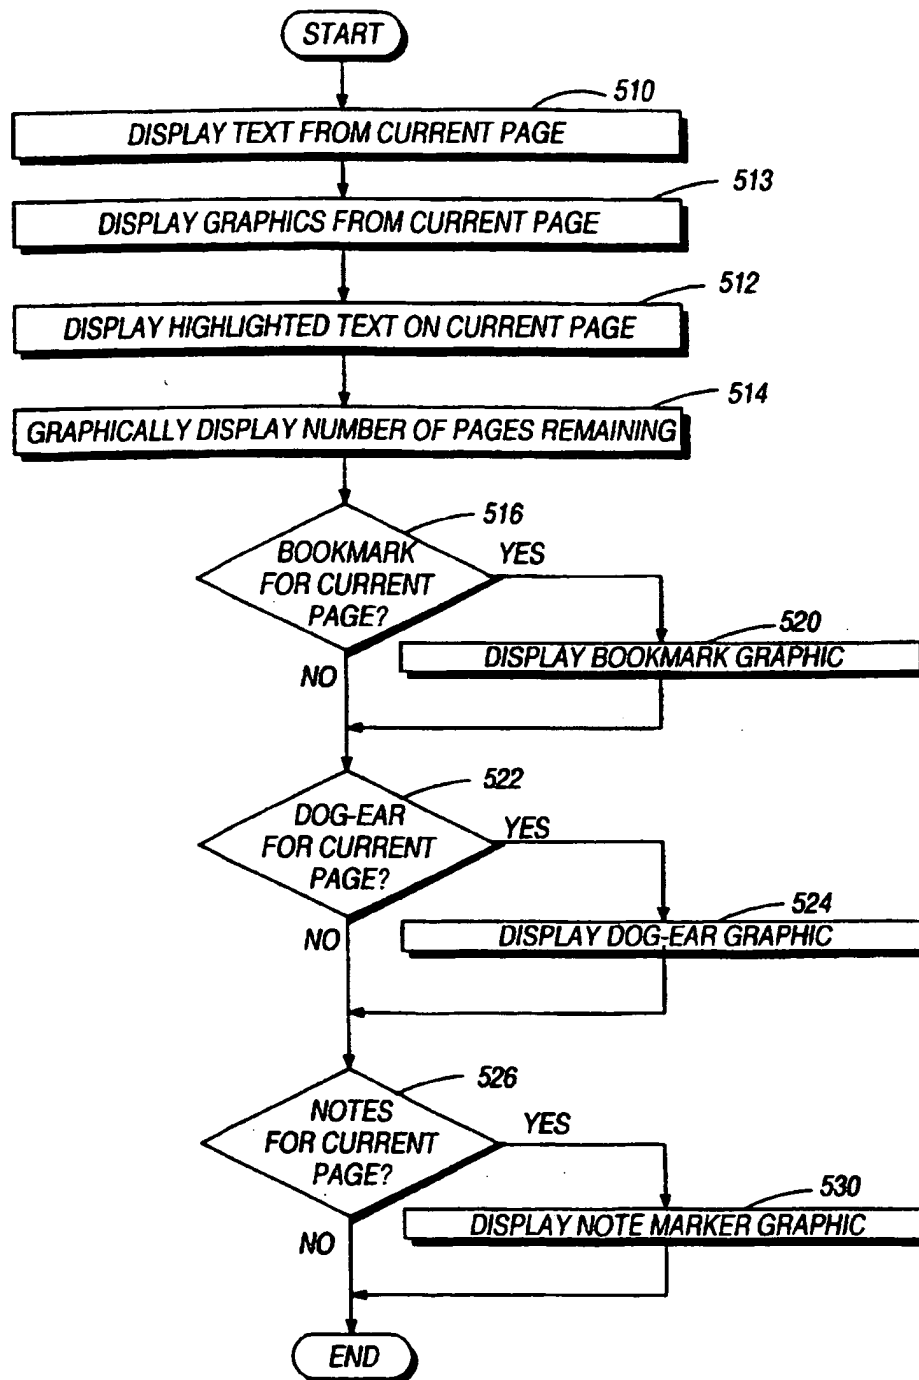 START
510
DISPLAY TEXT FROM CURRENT PAGE
513
DISPLAY GRAPHICS FROM CURRENT PAGE
512
DISPLAY HIGHLIGHTED TEXT ON CURRENT PAGE
514
GRAPHICALLY DISPLAY NUMBER OF PAGES REMAINING
516
BOOKMARK
FOR CURRENT
PAGE?
YES
520
DISPLAY BOOKMARK GRAPHIC
NO
522
DOG-EAR
FOR CURRENT
PAGE?
YES
524
DISPLAY DOG-EAR GRAPHIC
NO
526
NOTES
FOR CURRENT
PAGE?
YES
530
DISPLAY NOTE MARKER GRAPHIC
NO
END